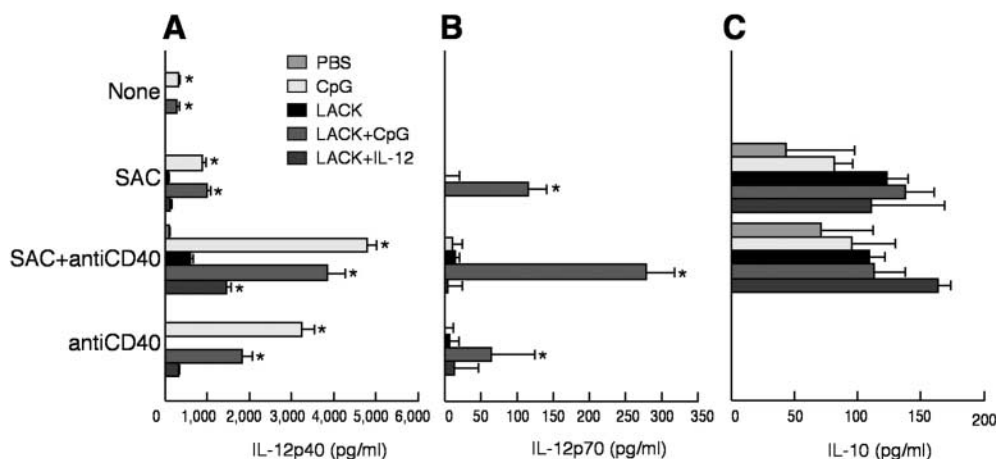 A B C
PBS
CpG
LACK
LACK+CpG
LACK+IL-12
None * *
SAC * * *
SAC+antiCD40 * * * *
antiCD40 * * *
0 1,000 2,000 3,000 4,000 5,000 6,000
0 50 100 150 200 250 300 350
0 50 100 150 200
IL-12p40 (pg/ml) IL-12p70 (pg/ml) IL-10 (pg/ml)